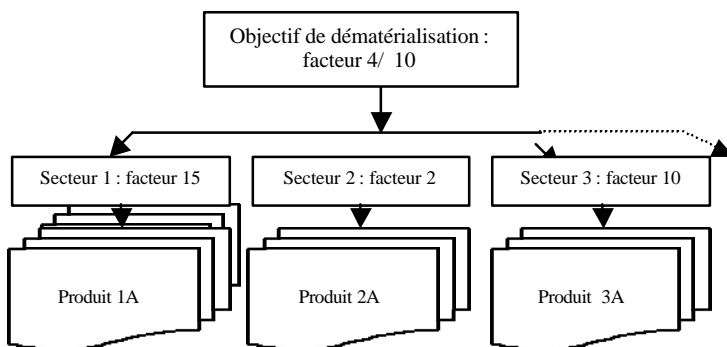 Objectif de dématérialisation :
facteur 4/ 10
Secteur 1 : facteur 15
Secteur 2 : facteur 2
Secteur 3 : facteur 10
Produit 1A
Produit 2A
Produit 3A